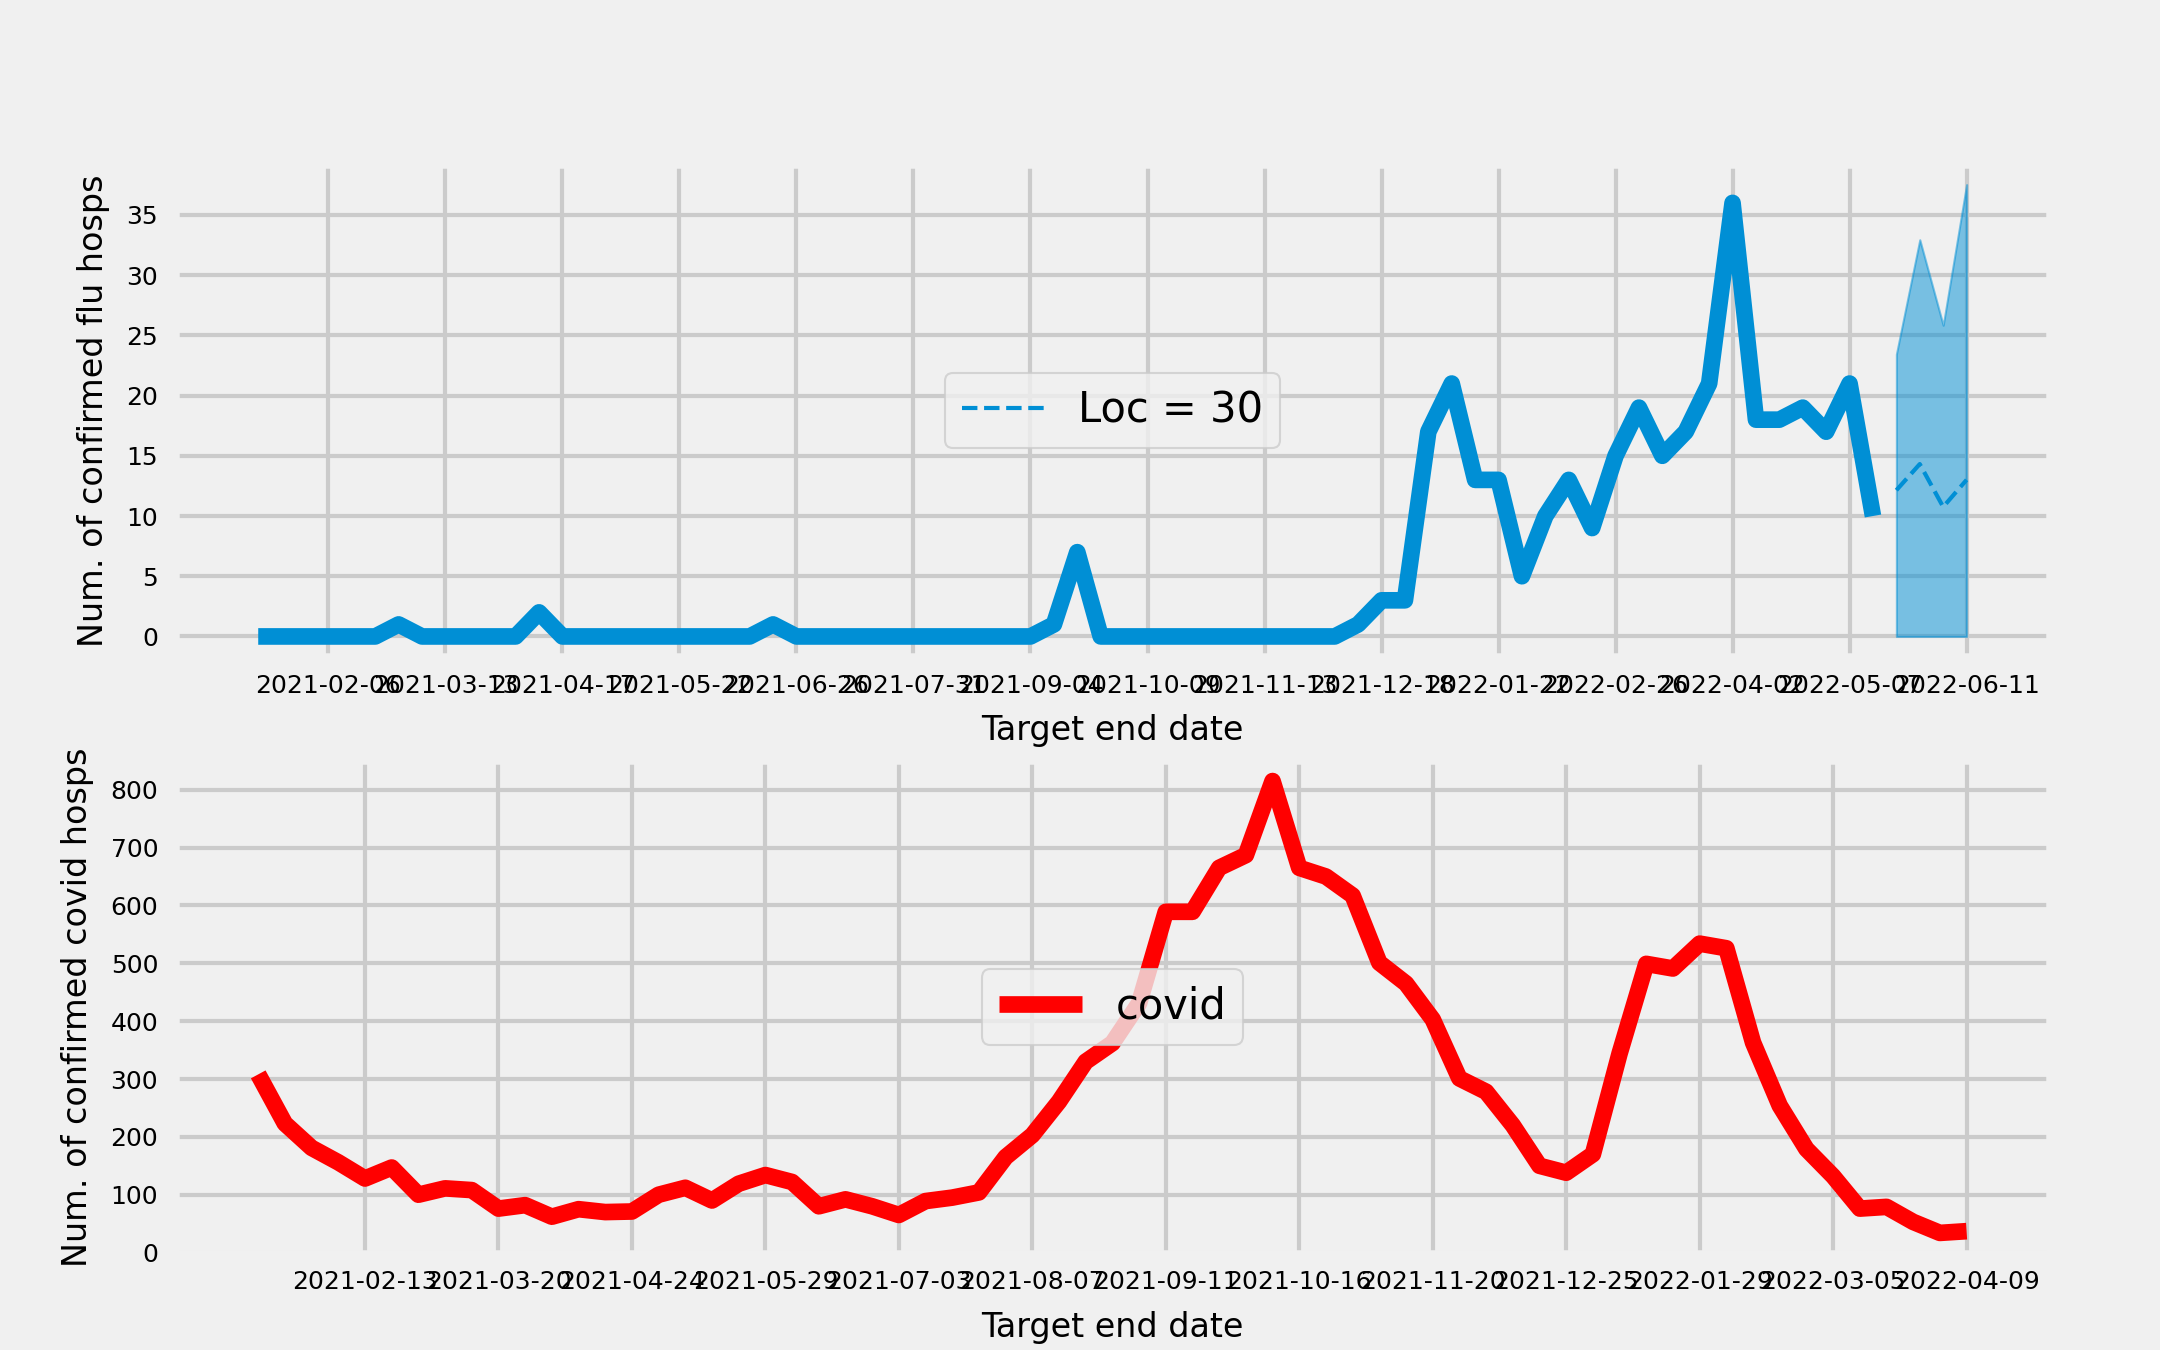 Num. of confirmed flu hosps
35
30
25
20
15
10
5
0
Loc = 30
2021-02-06 2021-03-13 2021-04-17 2021-05-22 2021-06-26 2021-07-31 2021-09-04 2021-10-09 2021-11-13 2021-12-18 2022-01-22 2022-02-26 2022-04-02 2022-05-07 2022-06-11
Target end date
Num. of confirmed covid hosps
800
700
600
500
400
300
200
100
0
covid
2021-02-13 2021-03-20 2021-04-24 2021-05-29 2021-07-03 2021-08-07 2021-09-11 2021-10-16 2021-11-20 2021-12-25 2022-01-29 2022-03-05 2022-04-09
Target end date